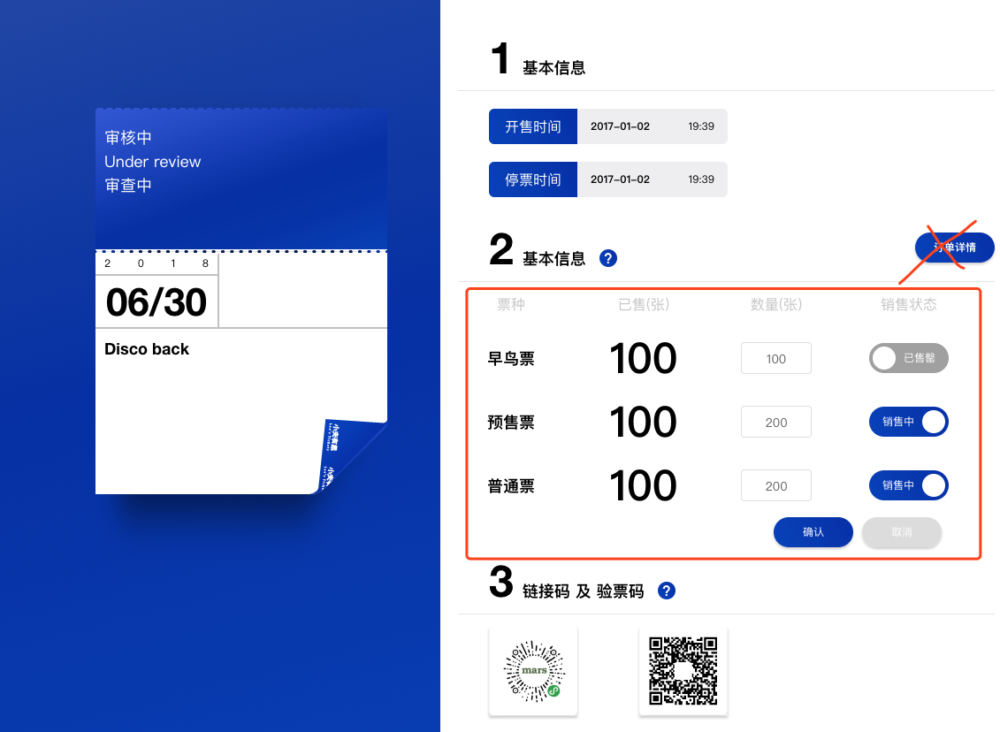 审核中
Under review
审查中
2 0 1 8
06/30
Disco back
1 基本信息
开售时间 2017-01-02 19:39
停票时间 2017-01-02 19:39
2 基本信息 ?
订单详情
票种 已售(张) 数量(张) 销售状态
早鸟票 100 100 已售罄
预售票 100 200 销售中
普通票 100 200 销售中
确认 取消
3 链接码 及 验票码 ?
mars